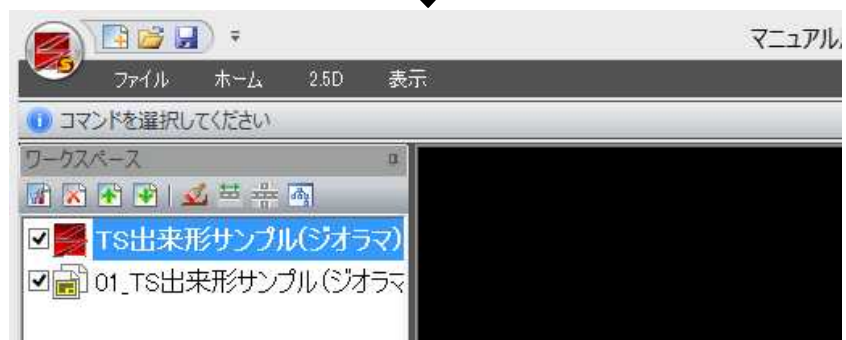 マニュアル
ファイル ホーム 2.5D 表示
コマンドを選択してください
ワークスペース
TS出来形サンプル(ジオラマ)
01_TS出来形サンプル(ジオラマ